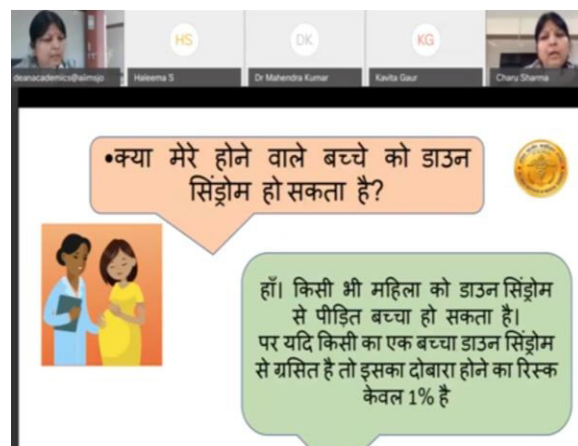 HS
DK
KG
deanacademics@aiimsjo
Haleema S
Dr Mahendra Kumar
Kavita Gaur
Charu Sharma
•क्या मेरे होने वाले बच्चे को डाउन
सिंड्रोम हो सकता है?
हाँ। किसी भी महिला को डाउन सिंड्रोम
से पीड़ित बच्चा हो सकता है।
पर यदि किसी का एक बच्चा डाउन सिंड्रोम
से ग्रसित है तो इसका दोबारा होने का रिस्क
केवल 1% है